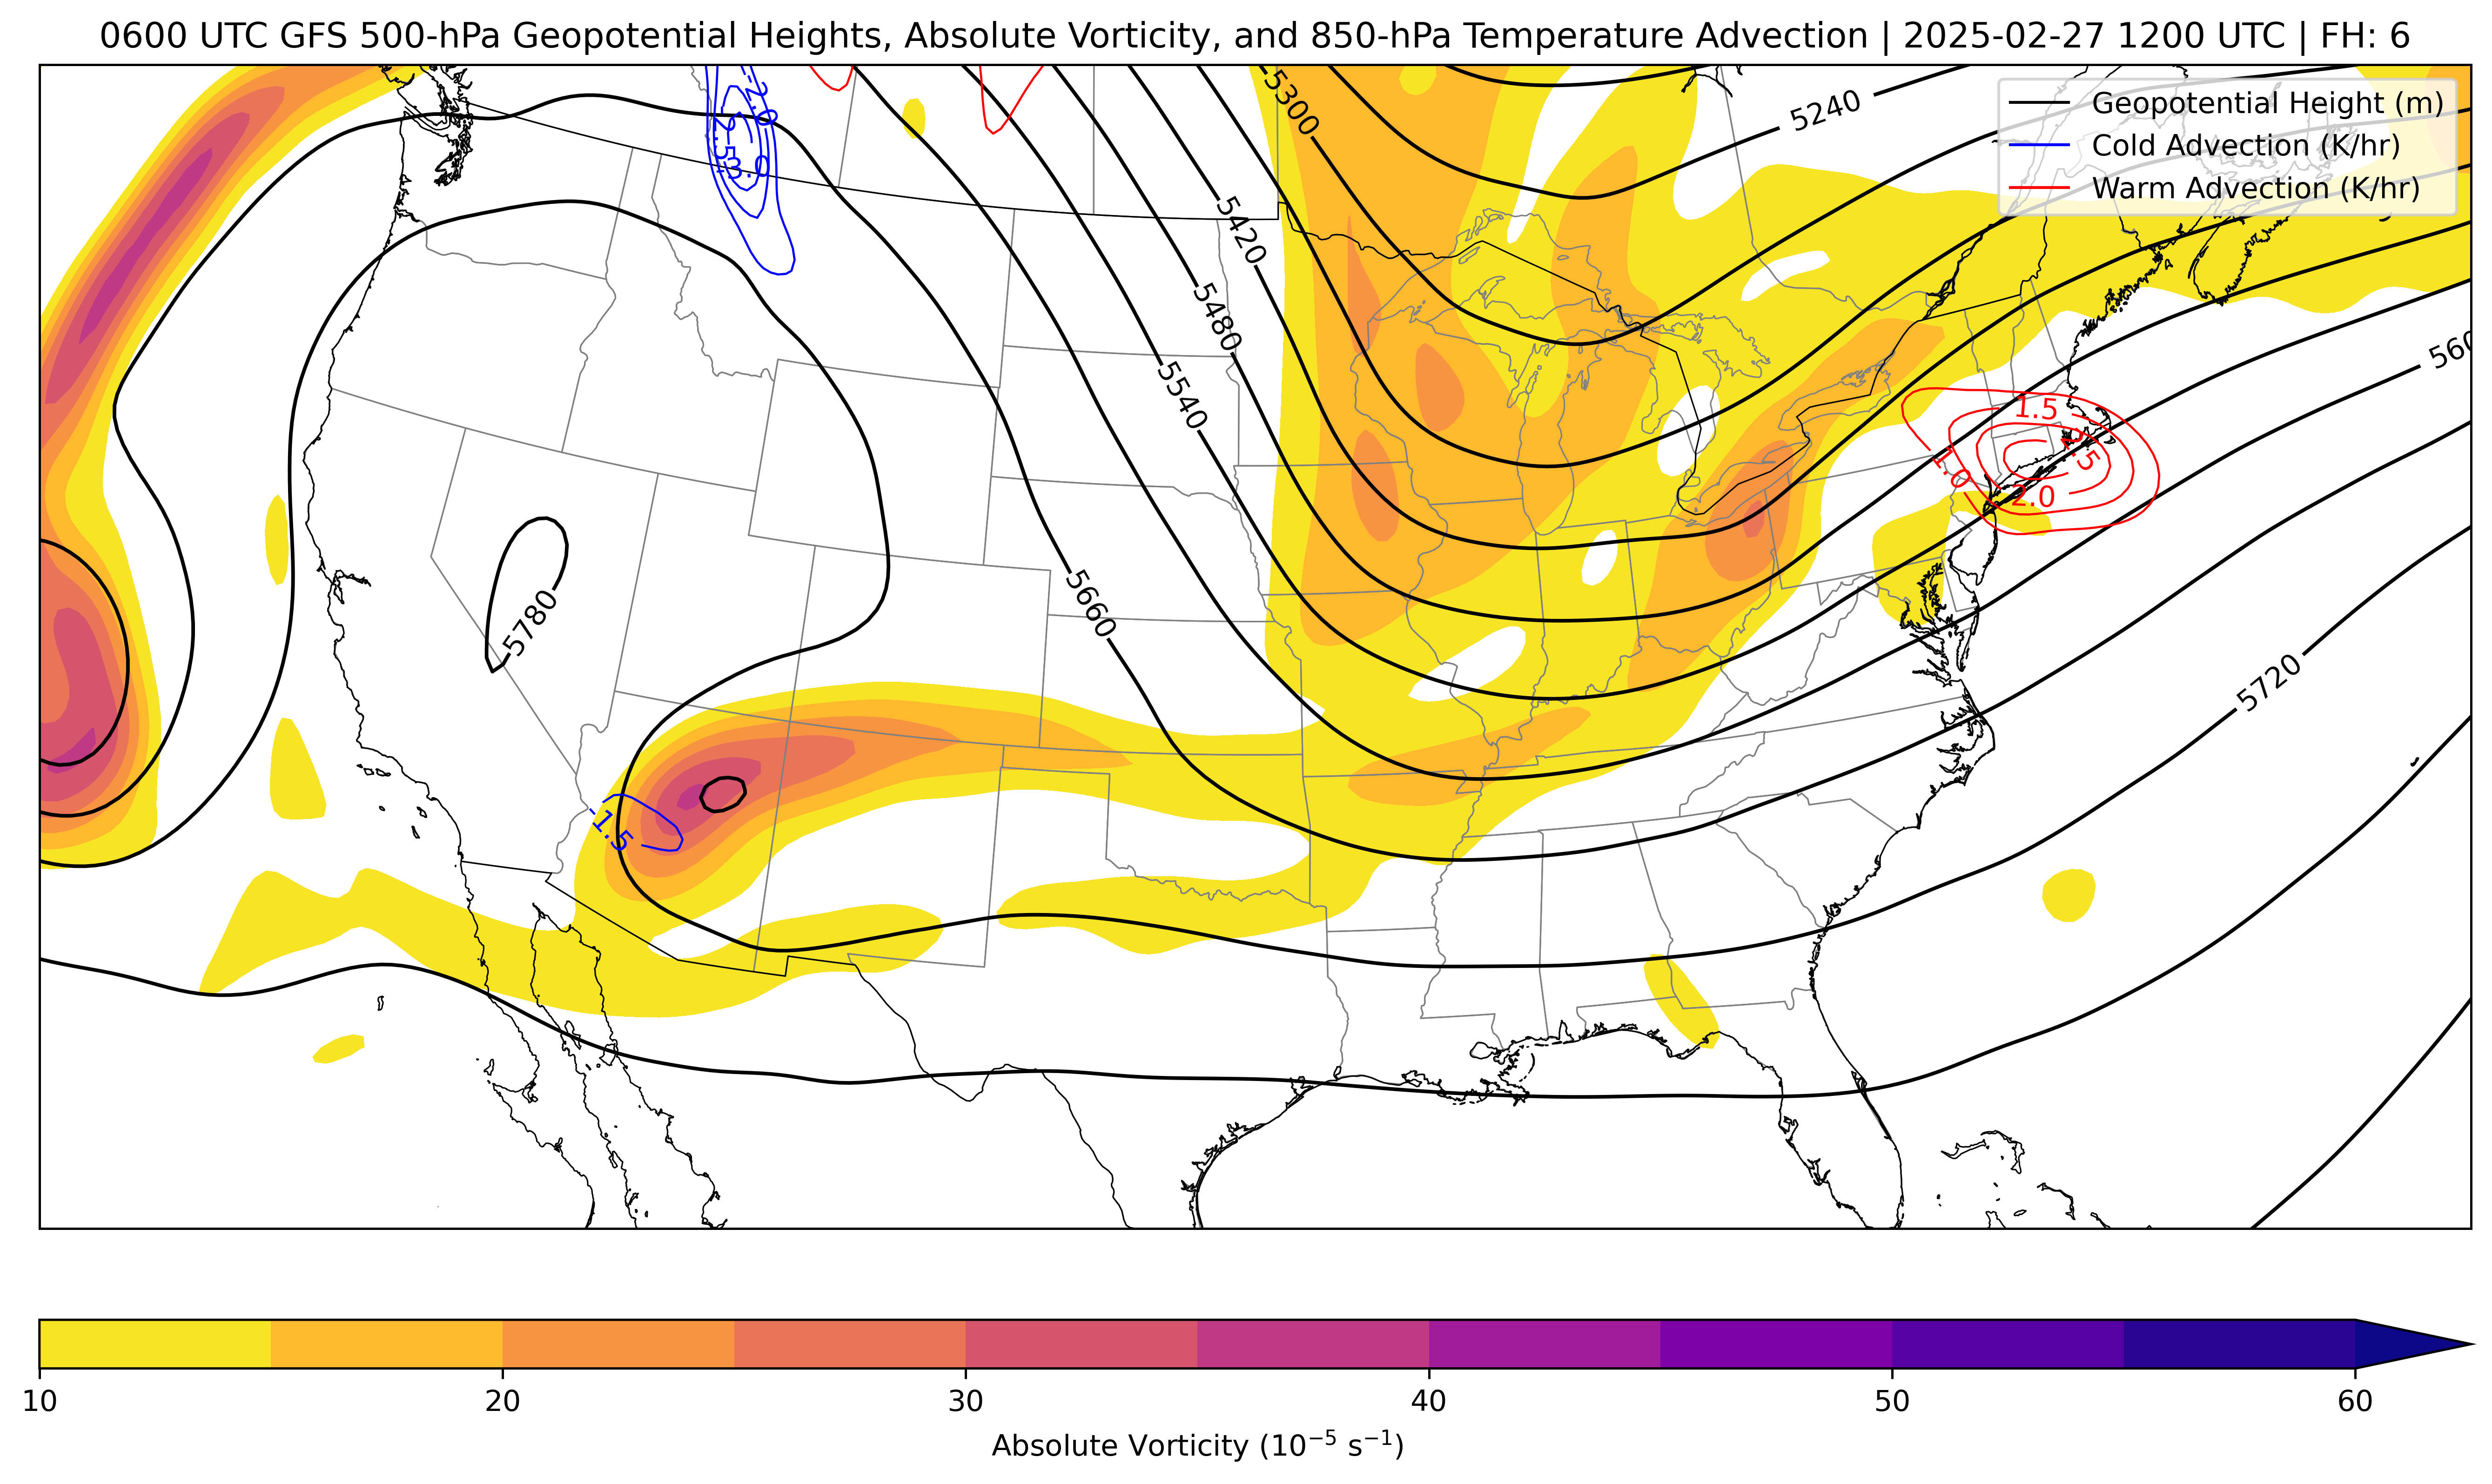 0600 UTC GFS 500-hPa Geopotential Heights, Absolute Vorticity, and 850-hPa Temperature Advection | 2025-02-27 1200 UTC | FH: 6
Geopotential Height (m)
Cold Advection (K/hr)
Warm Advection (K/hr)
-2.0
-2.5
-3.0
5300
5240
5420
5480
5540
5600
5660
5780
5720
1.5
2.5
1.0
2.0
-1.5
10 20 30 40 50 60
Absolute Vorticity (10⁻⁵ s⁻¹)